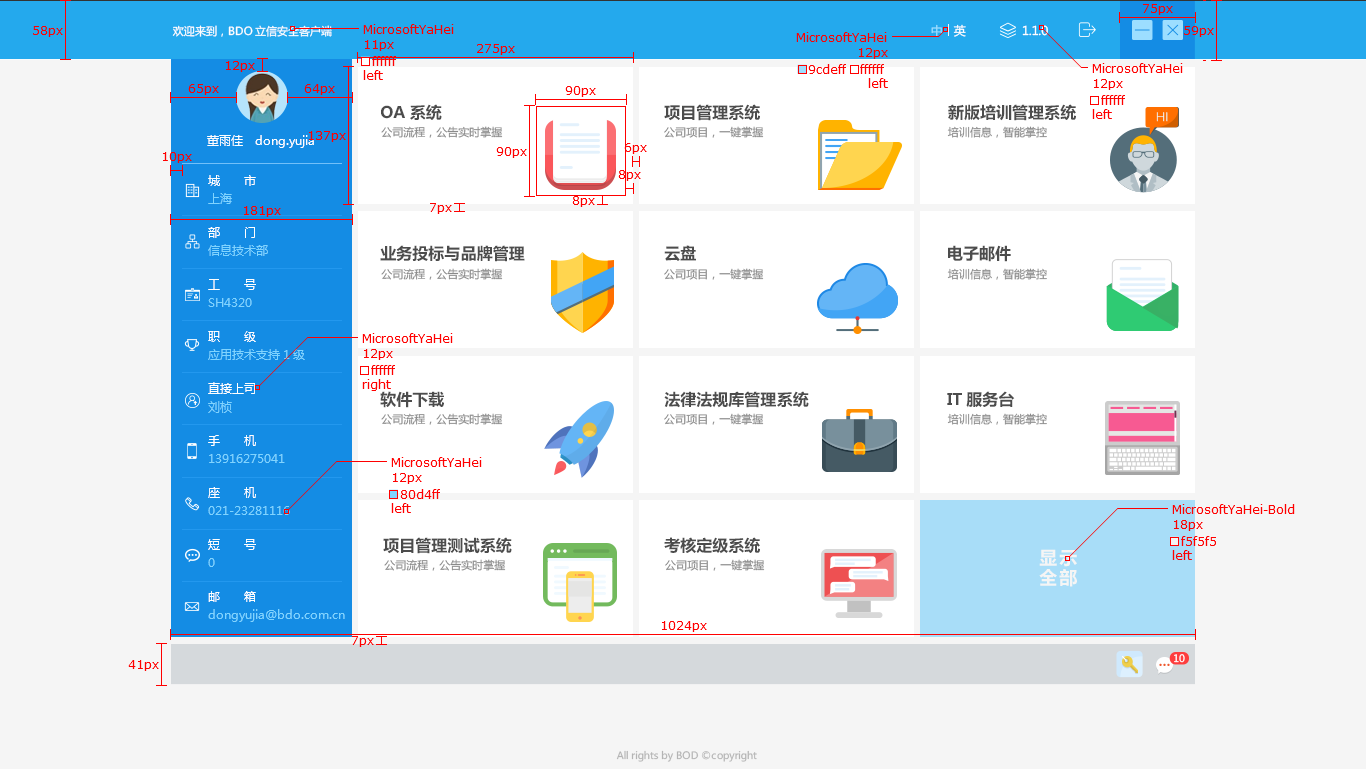 75px
58px
欢迎来到，BDO 立信安全客户端
MicrosoftYaHei
11px
ffffff
left
275px
MicrosoftYaHei
12px
9cdeff ffffff
left
中 英
1.1.0
59px
MicrosoftYaHei
12px
ffffff
left
12px
65px
64px
137px
董雨佳 dong.yujia
10px
城 市
上海
181px
部 门
信息技术部
工 号
SH4320
职 级
应用技术支持 1 级
直接上司
刘桢
手 机
13916275041
座 机
021-23281116
短 号
0
邮 箱
dongyujia@bdo.com.cn
MicrosoftYaHei
12px
ffffff
right
MicrosoftYaHei
12px
80d4ff
left
OA 系统
公司流程，公告实时掌握
90px
90px
6px
8px
8px
7px
项目管理系统
公司项目，一键掌握
新版培训管理系统
培训信息，智能掌控
HI
业务投标与品牌管理
公司流程，公告实时掌握
云盘
公司项目，一键掌握
电子邮件
培训信息，智能掌控
软件下载
公司流程，公告实时掌握
法律法规库管理系统
公司项目，一键掌握
IT 服务台
培训信息，智能掌控
项目管理测试系统
公司流程，公告实时掌握
考核定级系统
公司项目，一键掌握
显示
全部
MicrosoftYaHei-Bold
18px
f5f5f5
left
1024px
7px
41px
10
All rights by BOD ©copyright